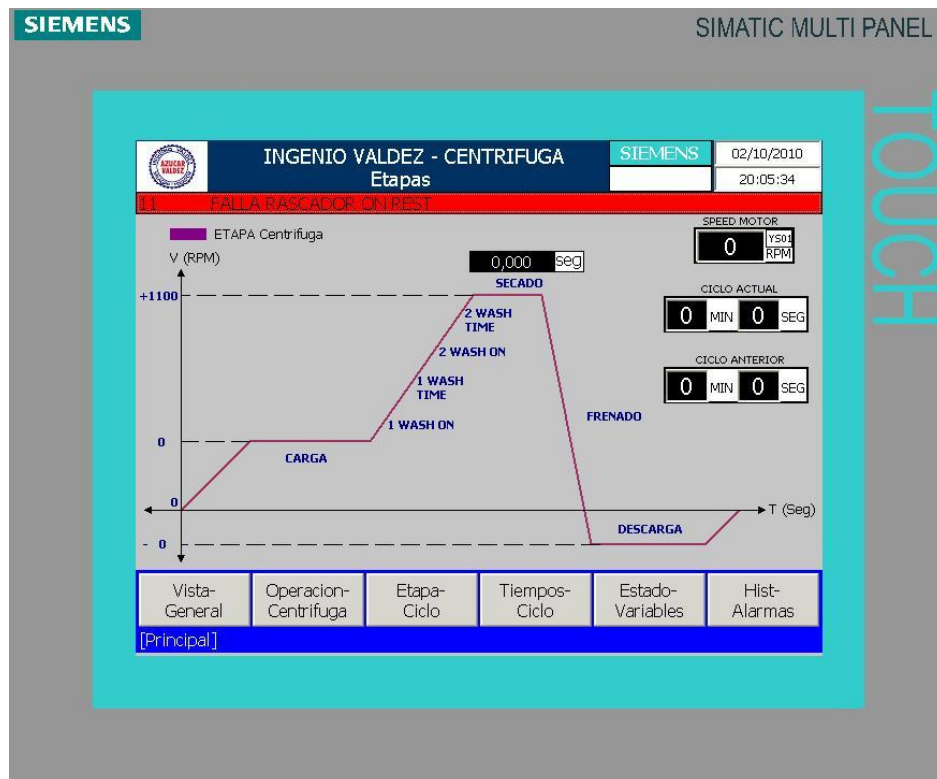 SIEMENS
SIMATIC MULTI PANEL
TOUCH
AZUCAR
VALDEZ
INGENIO VALDEZ - CENTRIFUGA
Etapas
SIEMENS
02/10/2010
20:05:34
11 FALLA RASCADOR ON REST
ETAPA Centrifuga
SPEED MOTOR
0 YS01
RPM
V (RPM)
0,000 seg
SECADO
CICLO ACTUAL
+1100
0 MIN 0 SEG
2 WASH
TIME
2 WASH ON
CICLO ANTERIOR
0 MIN 0 SEG
1 WASH
TIME
1 WASH ON
FRENADO
0
CARGA
0
T (Seg)
DESCARGA
- 0
Vista-
General
Operacion-
Centrifuga
Etapa-
Ciclo
Tiempos-
Ciclo
Estado-
Variables
Hist-
Alarmas
[Principal]